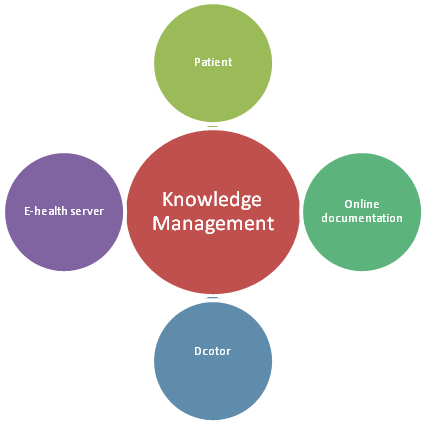 Patient
E-health server
Knowledge
Management
Online
documentation
Dcotor